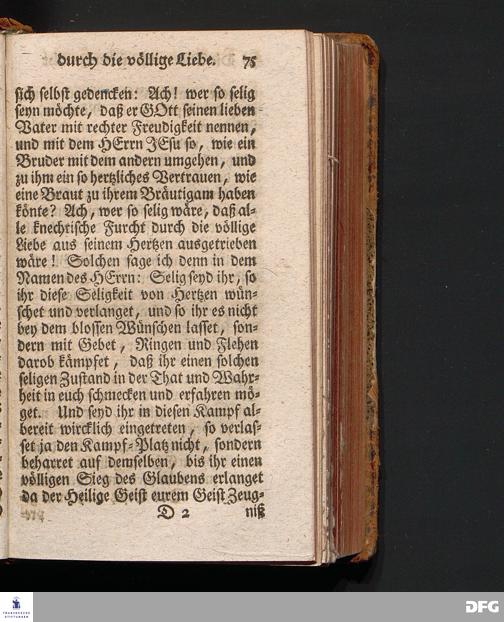 durch die völlige Liebe. 75
sich selbst gedencken: Ach! wer so selig
seyn möchte, daß er GOtt seinen lieben
Vater mit rechter Freudigkeit nennen,
und mit dem HErrn JEsu so, wie ein
Bruder mit dem andern umgehen, und
zu ihm ein so hertzliches Vertrauen, wie
eine Braut zu ihrem Bräutigam haben
könte? Ach, wer so selig wäre, daß al-
le knechtische Furcht durch die völlige
Liebe aus seinem Hertzen ausgetrieben
wäre! Solchen sage ich denn in dem
Namen des HErrn: Selig seyd ihr, so
ihr diese Seligkeit von Hertzen wün-
schet und verlanget, und so ihr es nicht
bey dem blossen Wünschen lasset, son-
dern mit Gebet, Ringen und Flehen
darob kämpfet, daß ihr einen solchen
seligen Zustand in der That und Wahr-
heit in euch schmecken und erfahren mö-
get. Und seyd ihr in diesen Kampf al-
bereit wircklich eingetreten, so verlas-
set ja den Kampf-Platz nicht, sondern
beharret auf demselben, bis ihr einen
völligen Sieg des Glaubens erlanget
da der Heilige Geist eurem Geist Zeug-
D 2 niß
FRANCKESCHE
STIFTUNGEN
DFG